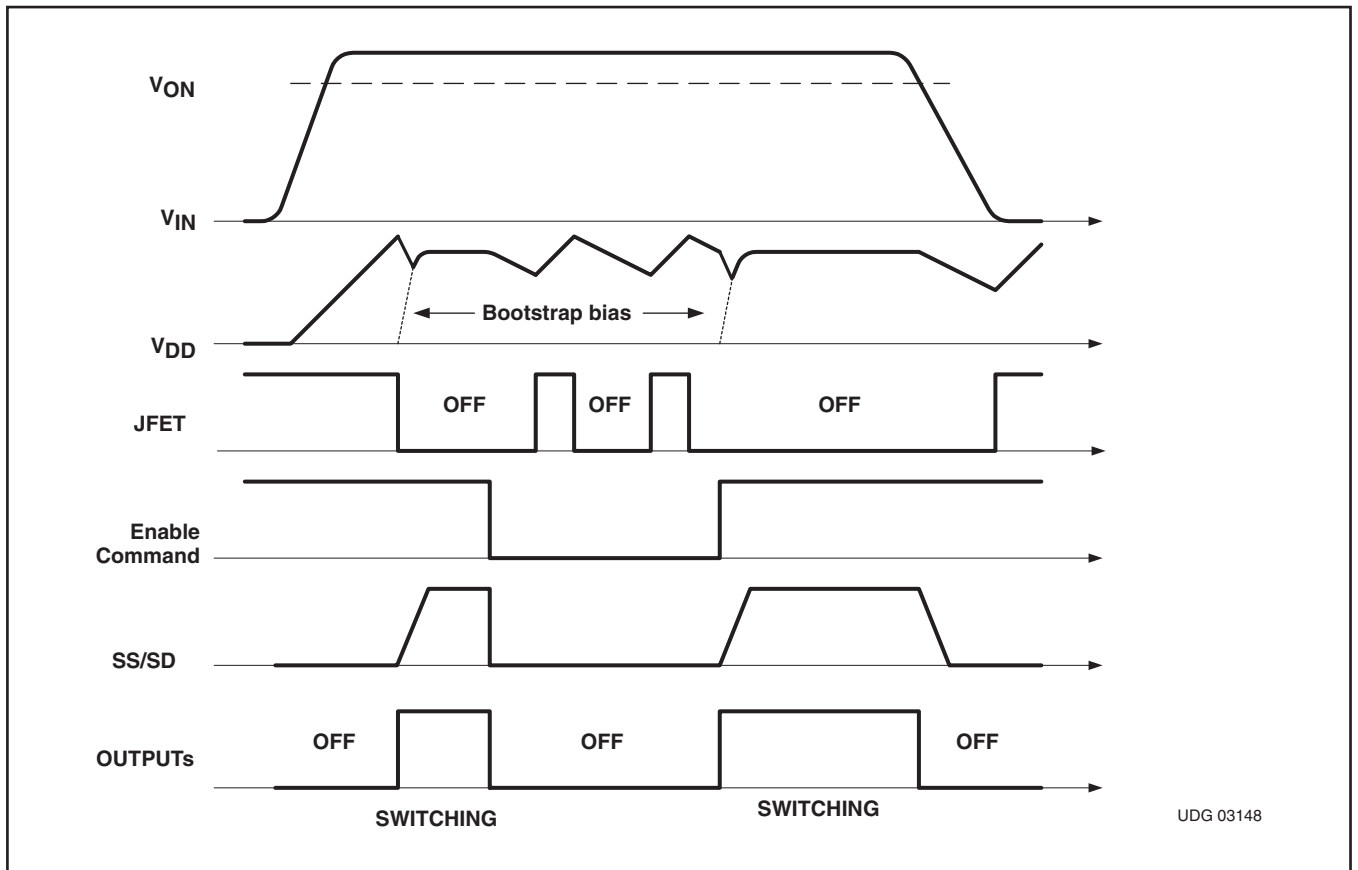 VON
VIN
Bootstrap bias
VDD
OFF OFF OFF
JFET
Enable
Command
SS/SD
OFF OFF OFF
OUTPUTs
SWITCHING SWITCHING
UDG 03148